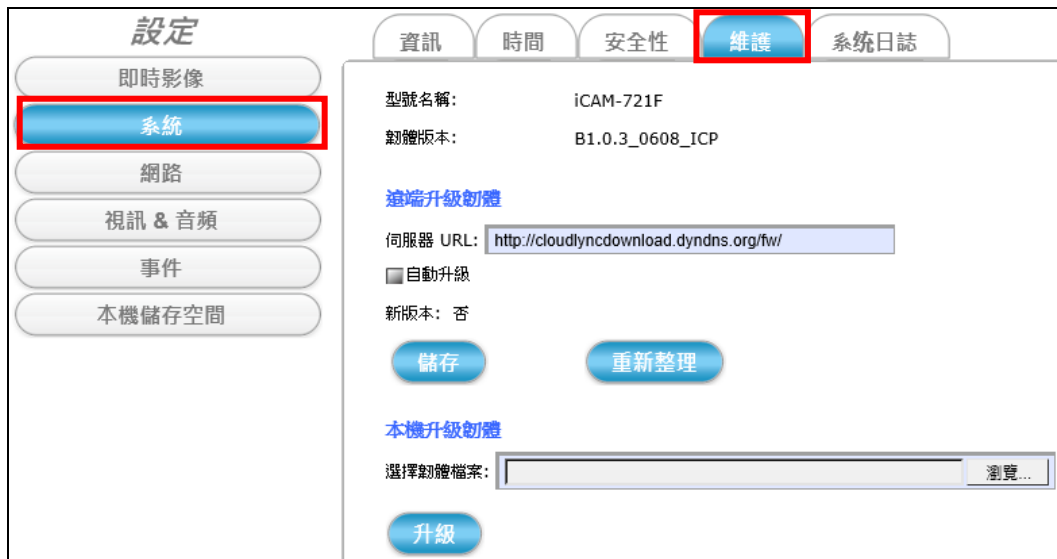 設定
即時影像
系統
網路
視訊 & 音頻
事件
本機儲存空間
資訊 時間 安全性 維護 系統日誌
型號名稱: iCAM-721F
韌體版本: B1.0.3_0608_ICP
遠端升級韌體
伺服器 URL: http://cloudlyncdownload.dyndns.org/fw/
自動升級
新版本: 否
儲存 重新整理
本機升級韌體
選擇韌體檔案: 瀏覽...
升級